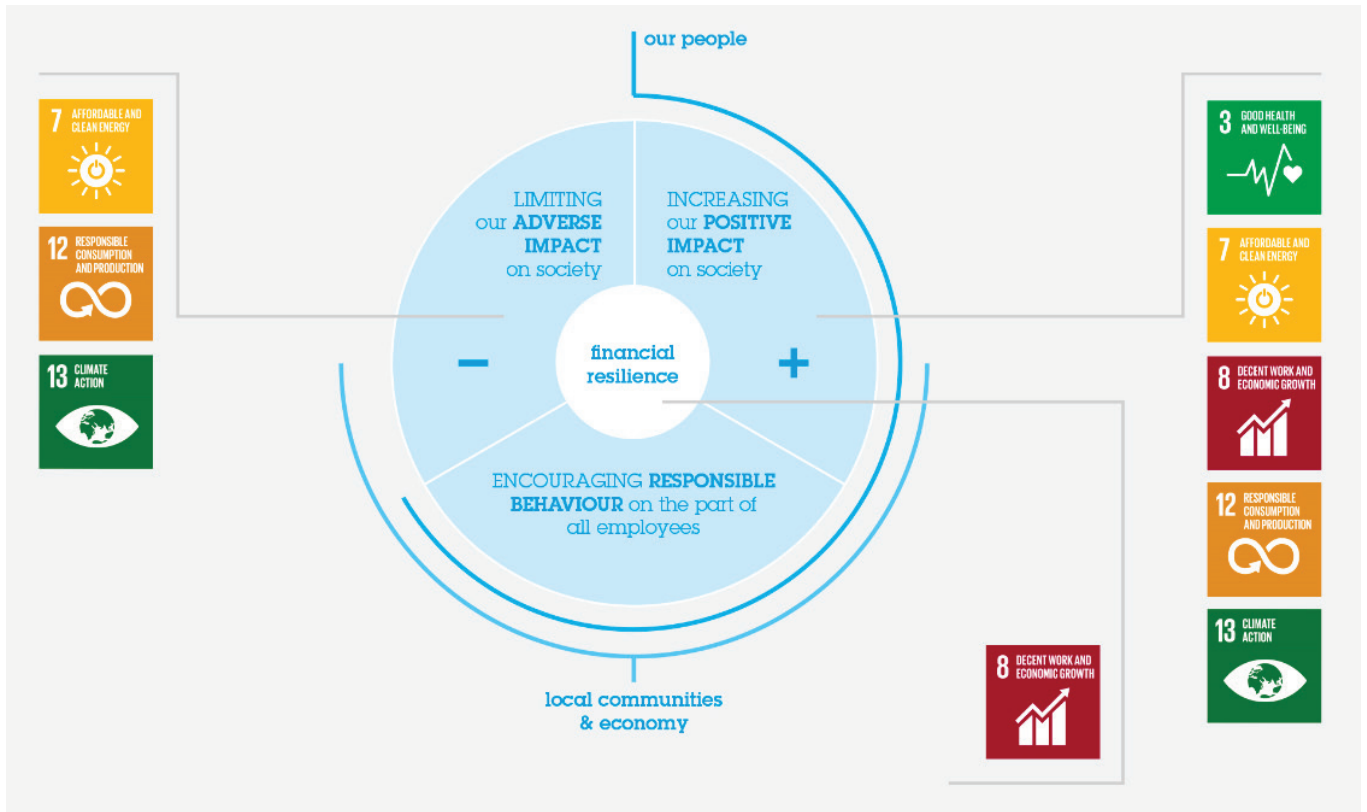 our people
7 AFFORDABLE AND
CLEAN ENERGY
12 RESPONSIBLE
CONSUMPTION
AND PRODUCTION
13 CLIMATE
ACTION
LIMITING
our ADVERSE
IMPACT
on society
INCREASING
our POSITIVE
IMPACT
on society
–
financial
resilience
+
ENCOURAGING RESPONSIBLE
BEHAVIOUR on the part of
all employees
local communities
& economy
3 GOOD HEALTH
AND WELL-BEING
7 AFFORDABLE AND
CLEAN ENERGY
8 DECENT WORK AND
ECONOMIC GROWTH
12 RESPONSIBLE
CONSUMPTION
AND PRODUCTION
13 CLIMATE
ACTION
8 DECENT WORK AND
ECONOMIC GROWTH